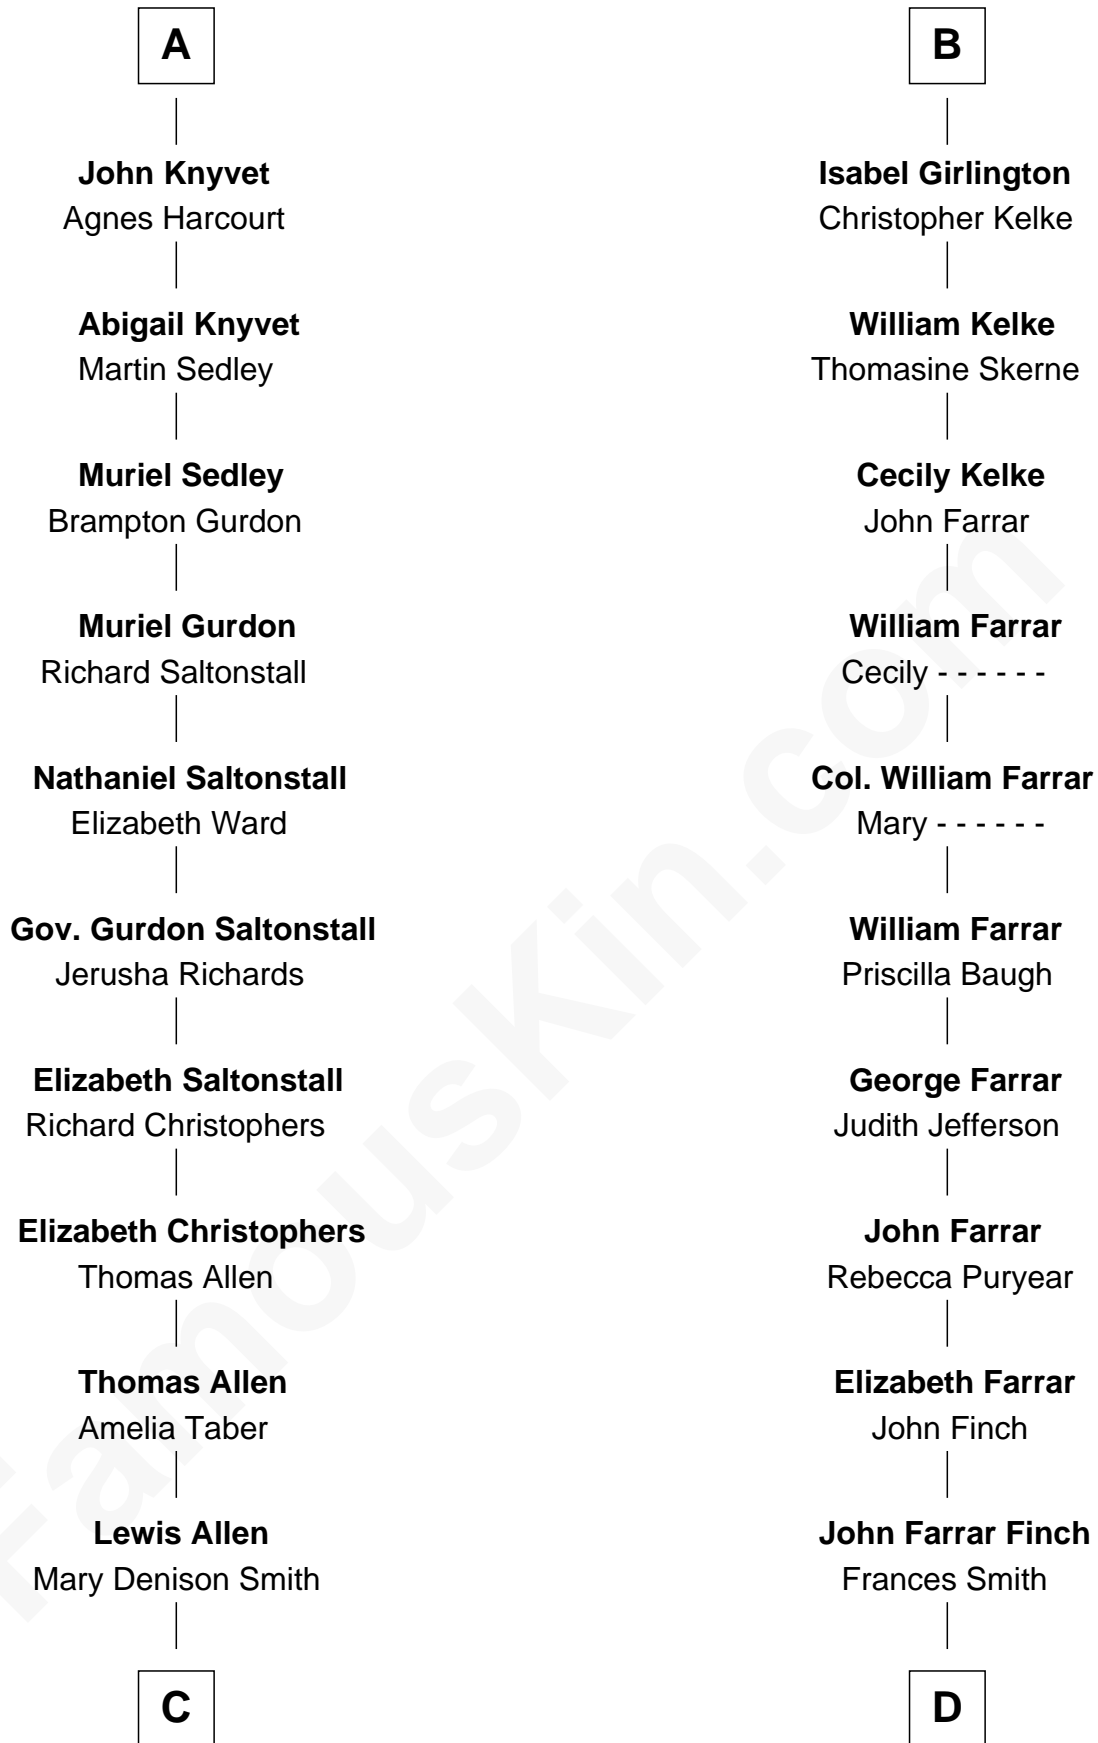 A
John Knyvet
Agnes Harcourt
Abigail Knyvet
Martin Sedley
Muriel Sedley
Brampton Gurdon
Muriel Gurdon
Richard Saltonstall
Nathaniel Saltonstall
Elizabeth Ward
Gov. Gurdon Saltonstall
Jerusha Richards
Elizabeth Saltonstall
Richard Christophers
Elizabeth Christophers
Thomas Allen
Thomas Allen
Amelia Taber
Lewis Allen
Mary Denison Smith
C
B
Isabel Girlington
Christopher Kelke
William Kelke
Thomasine Skerne
Cecily Kelke
John Farrar
William Farrar
Cecily - - - - - -
Col. William Farrar
Mary - - - - - -
William Farrar
Priscilla Baugh
George Farrar
Judith Jefferson
John Farrar
Rebecca Puryear
Elizabeth Farrar
John Finch
John Farrar Finch
Frances Smith
D
FamousKin.com